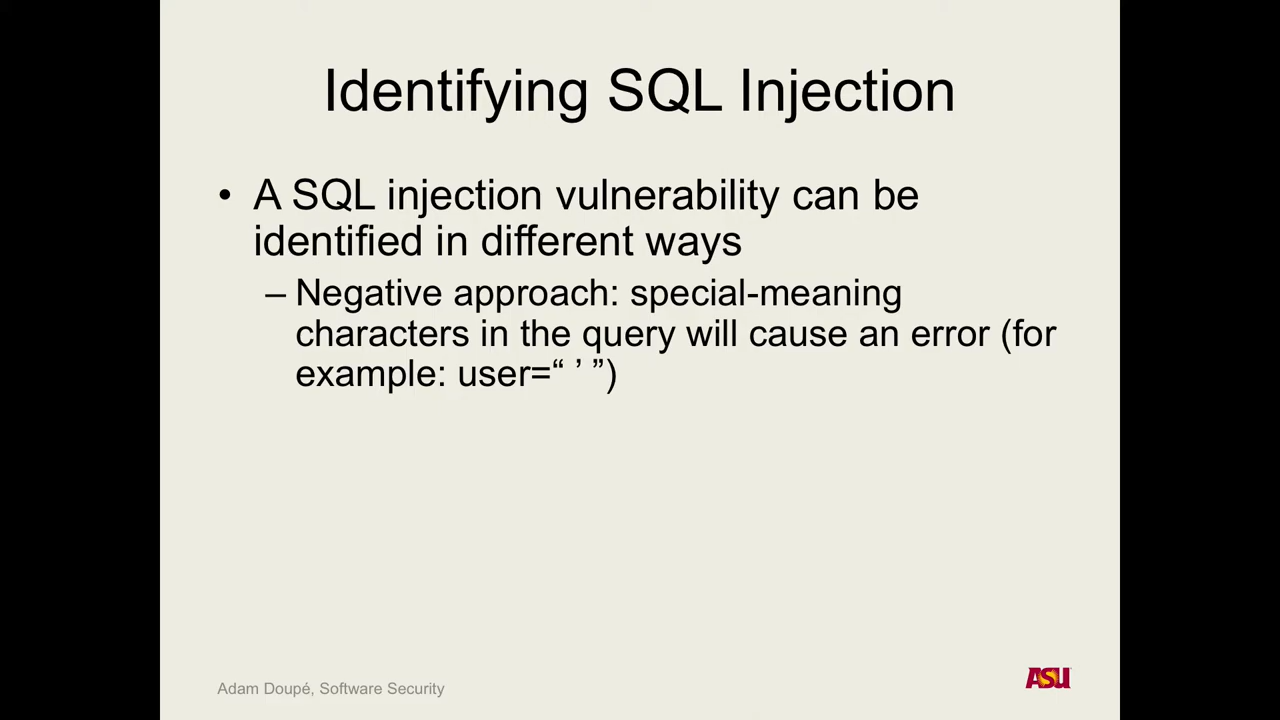 Identifying SQL Injection
• A SQL injection vulnerability can be
identified in different ways
– Negative approach: special-meaning
characters in the query will cause an error (for
example: user=“ ’ ”)
Adam Doupé, Software Security
ASU